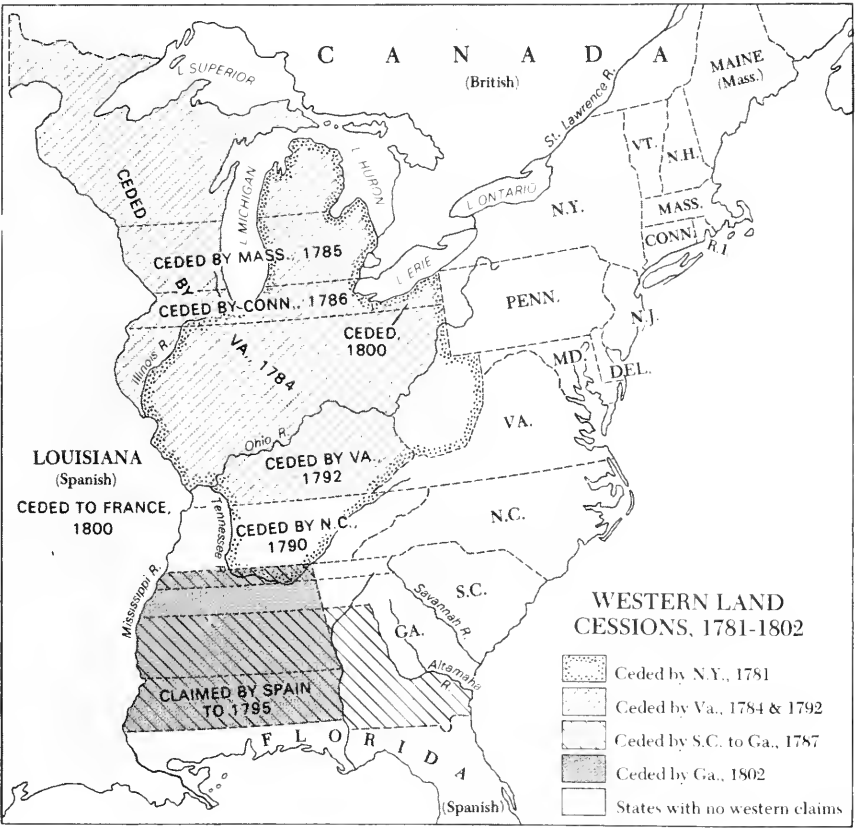 C A N A D A
(British)
MAINE
(Mass.)
L SUPERIOR
St. Lawrence R.
VT.
N.H.
L HURON
L MICHIGAN
L ONTARIO
N.Y.
MASS.
CONN.
R.I
CEDED
BY
VA., 1784
CEDED BY MASS., 1785
L ERIE
CEDED BY CONN., 1786
CEDED,
1800
PENN.
N.J.
MD.
DEL.
Illinois R.
VA.
Ohio R.
LOUISIANA
(Spanish)
CEDED TO FRANCE,
1800
CEDED BY VA.,
1792
Tennessee R.
CEDED BY N.C.,
1790
N.C.
Mississippi R.
S.C.
Savannah R.
GA.
Altamaha
R.
CLAIMED BY SPAIN
TO 1795
F L O R I D A
(Spanish)
WESTERN LAND
CESSIONS, 1781-1802
Ceded by N.Y., 1781
Ceded by Va., 1784 & 1792
Ceded by S.C. to Ga., 1787
Ceded by Ga., 1802
States with no western claims